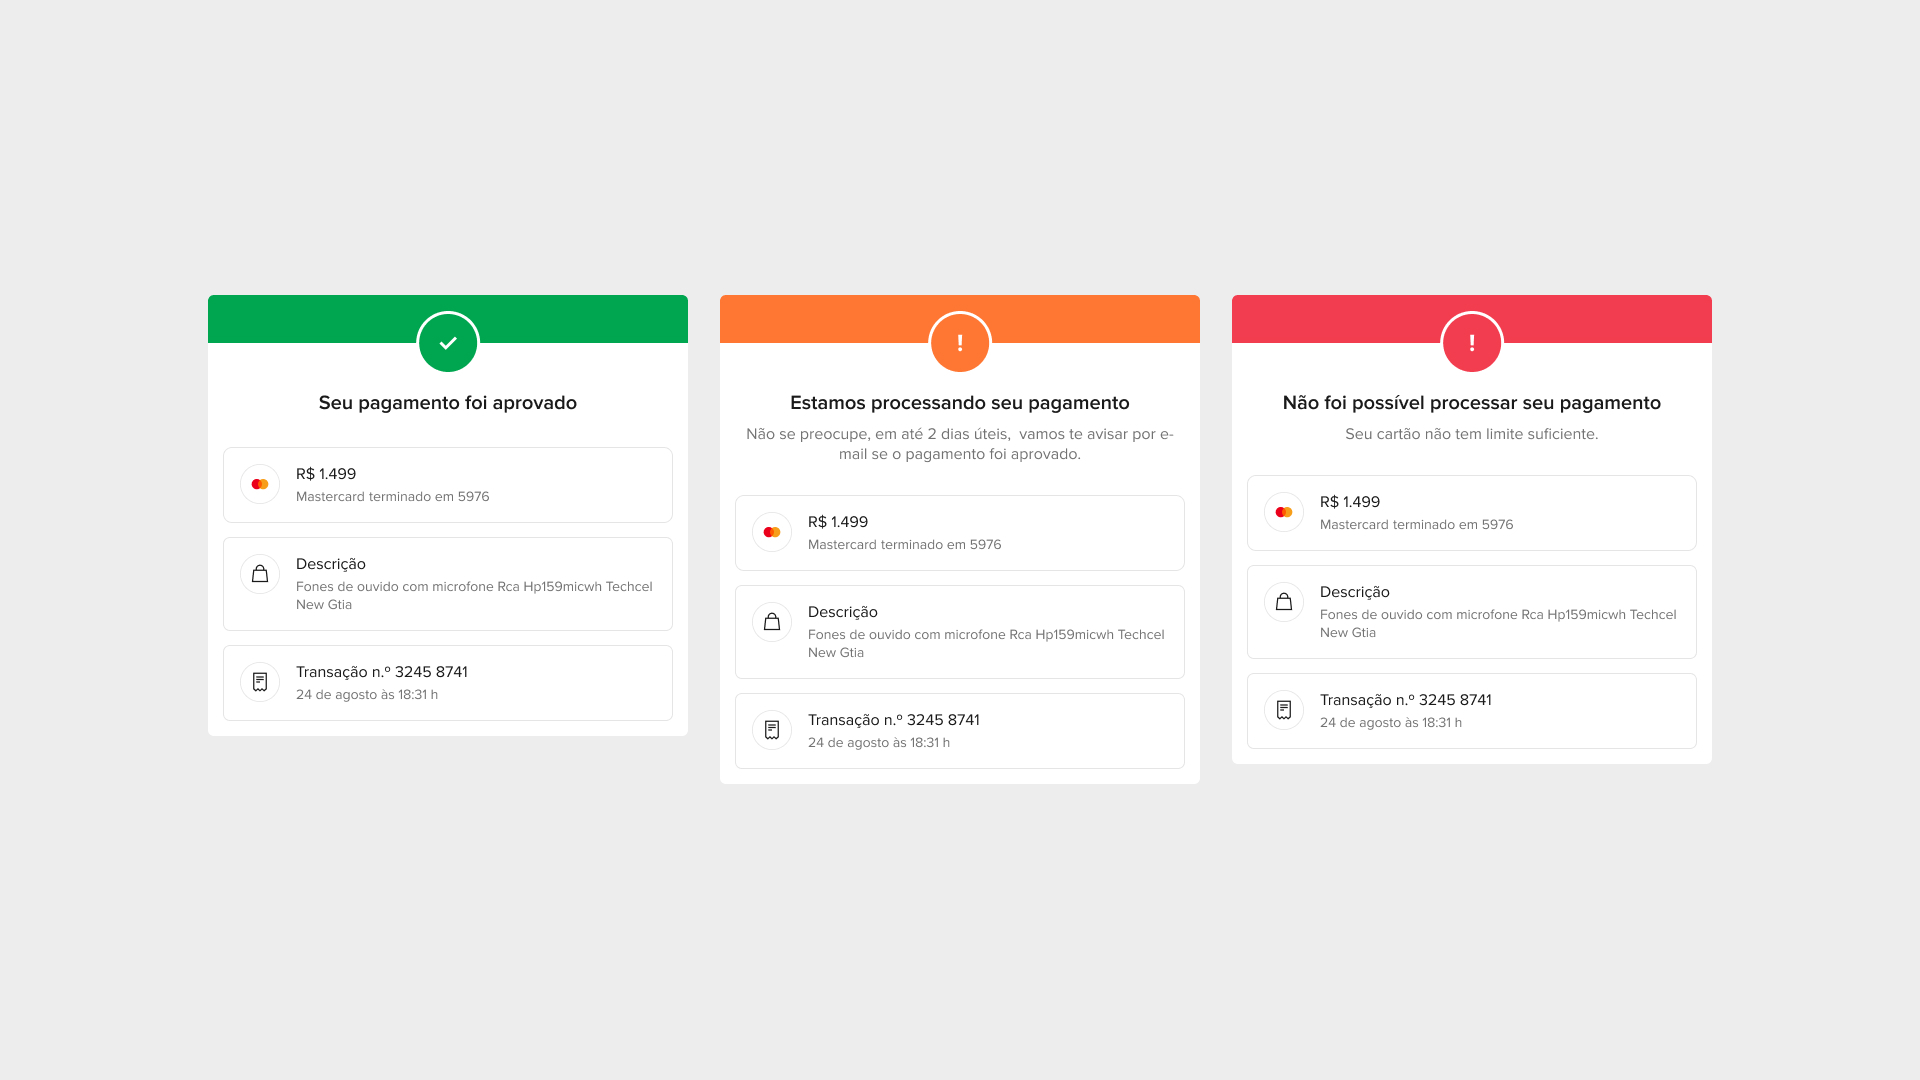 Seu pagamento foi aprovado
R$ 1.499
Mastercard terminado em 5976
Descrição
Fones de ouvido com microfone Rca Hp159micwh Techcel
New Gtia
Transação n.º 3245 8741
24 de agosto às 18:31 h
Estamos processando seu pagamento
Não se preocupe, em até 2 dias úteis,  vamos te avisar por e-
mail se o pagamento foi aprovado.
R$ 1.499
Mastercard terminado em 5976
Descrição
Fones de ouvido com microfone Rca Hp159micwh Techcel
New Gtia
Transação n.º 3245 8741
24 de agosto às 18:31 h
Não foi possível processar seu pagamento
Seu cartão não tem limite suficiente.
R$ 1.499
Mastercard terminado em 5976
Descrição
Fones de ouvido com microfone Rca Hp159micwh Techcel
New Gtia
Transação n.º 3245 8741
24 de agosto às 18:31 h